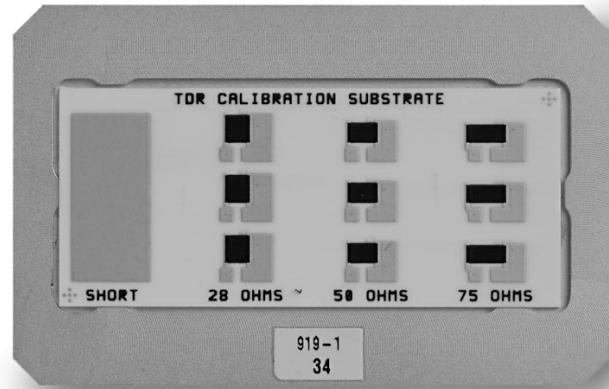 TDR CALIBRATION SUBSTRATE
SHORT 28 OHMS 50 OHMS 75 OHMS
919-1
34